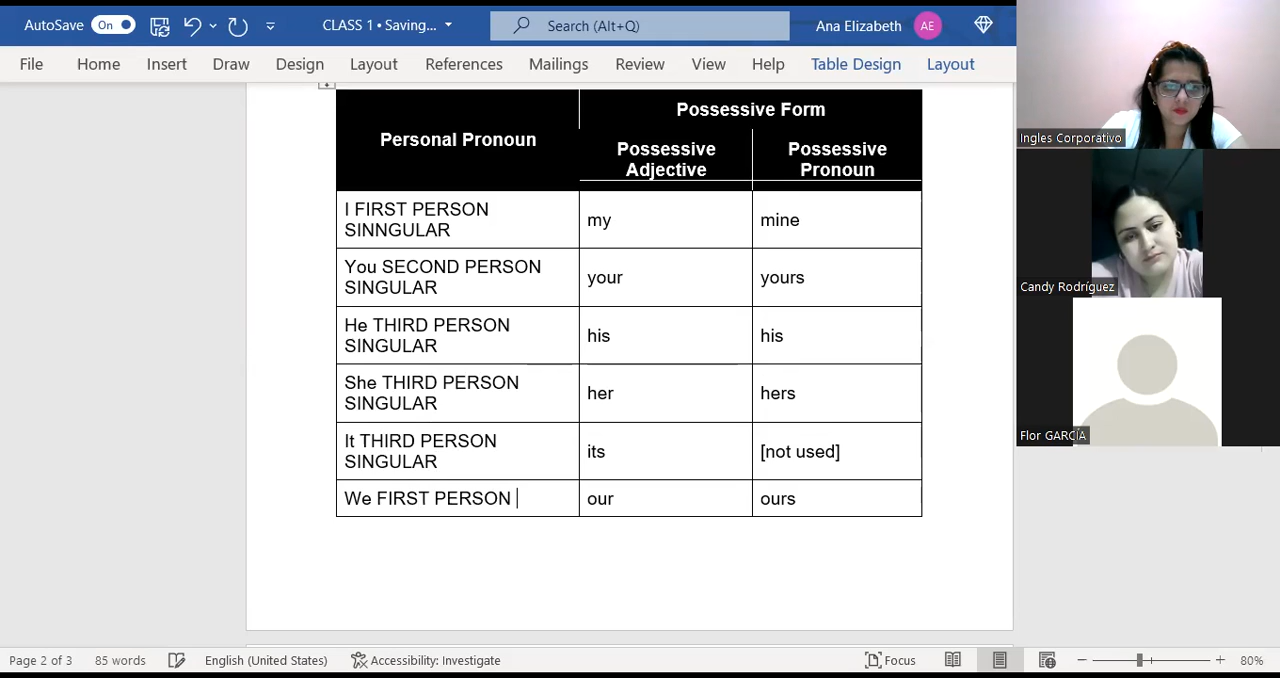 AutoSave On CLASS 1 • Saving... Search (Alt+Q) Ana Elizabeth AE
File Home Insert Draw Design Layout References Mailings Review View Help Table Design Layout
Personal Pronoun
Possessive Form
Possessive Adjective
Possessive Pronoun
I FIRST PERSON
SINNGULAR
my
mine
You SECOND PERSON
SINGULAR
your
yours
He THIRD PERSON
SINGULAR
his
his
She THIRD PERSON
SINGULAR
her
hers
It THIRD PERSON
SINGULAR
its
[not used]
We FIRST PERSON
our
ours
Ingles Corporativo
Candy Rodríguez
Flor GARCÍA
Page 2 of 3 85 words English (United States) Accessibility: Investigate Focus 80%